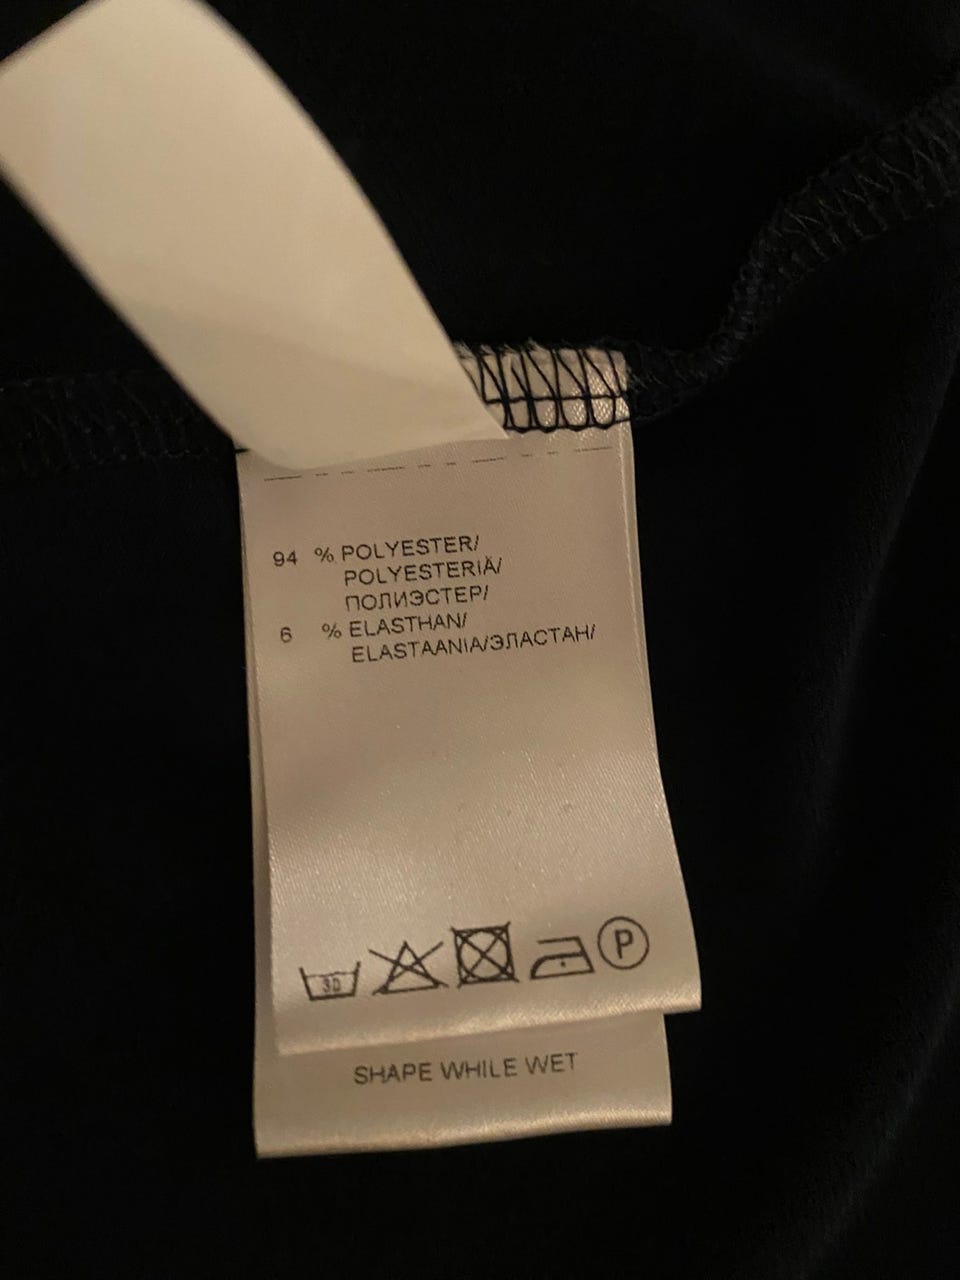 94 % POLYESTER/
POLYESTERIÄ/
ПОЛИЭСТЕР/
6 % ELASTHAN/
ELASTAANIA/ЭЛАСТАН/
30 P
SHAPE WHILE WET